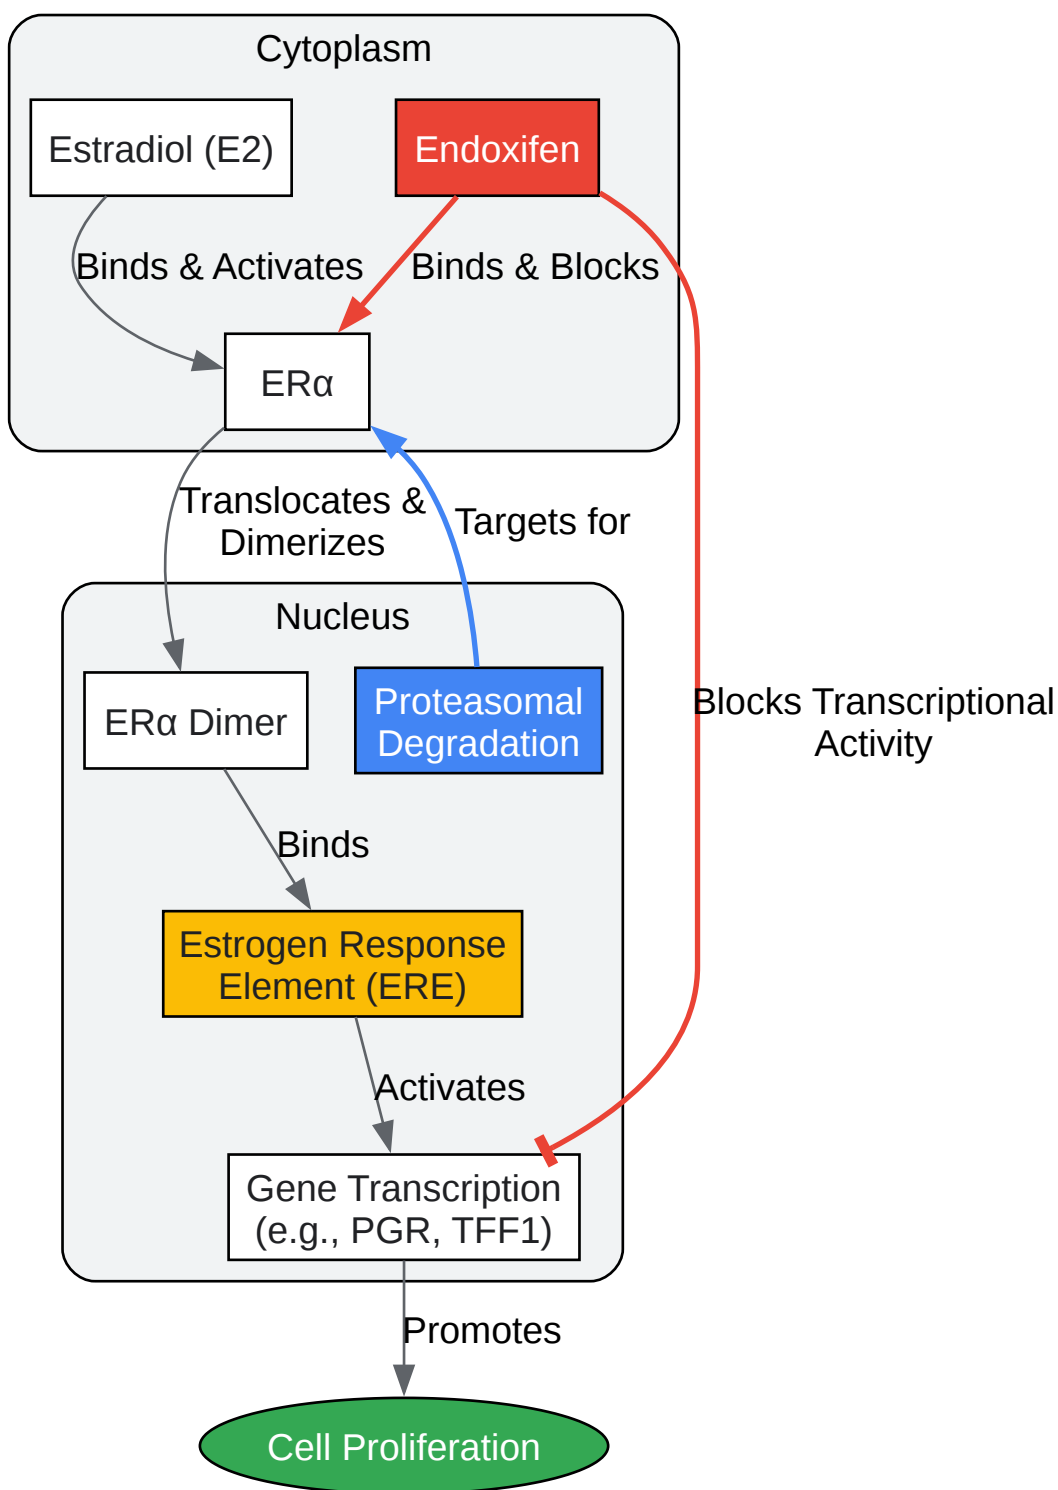 Cytoplasm
Estradiol (E2)
Endoxifen
Binds & Activates
Binds & Blocks
ERα
Translocates &
Dimerizes
Targets for
Nucleus
ERα Dimer
Proteasomal
Degradation
Blocks Transcriptional
Activity
Binds
Estrogen Response
Element (ERE)
Activates
Gene Transcription
(e.g., PGR, TFF1)
Promotes
Cell Proliferation